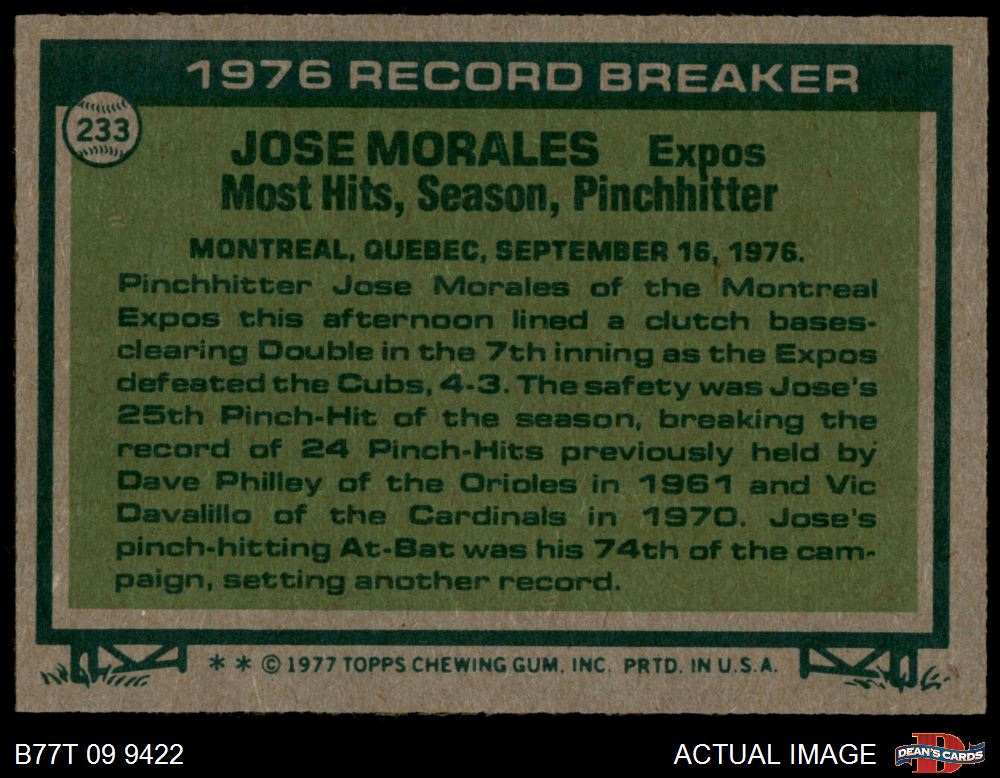 1976 RECORD BREAKER
233
JOSE MORALES Expos
Most Hits, Season, Pinchhitter
MONTREAL, QUEBEC, SEPTEMBER 16, 1976.
Pinchhitter Jose Morales of the Montreal
Expos this afternoon lined a clutch bases-
clearing Double in the 7th inning as the Expos
defeated the Cubs, 4-3. The safety was Jose's
25th Pinch-Hit of the season, breaking the
record of 24 Pinch-Hits previously held by
Dave Philley of the Orioles in 1961 and Vic
Davalillo of the Cardinals in 1970. Jose's
pinch-hitting At-Bat was his 74th of the cam-
paign, setting another record.
* * © 1977 TOPPS CHEWING GUM, INC. PRTD. IN U.S.A.
B77T 09 9422
ACTUAL IMAGE
D
DEAN'S CARDS